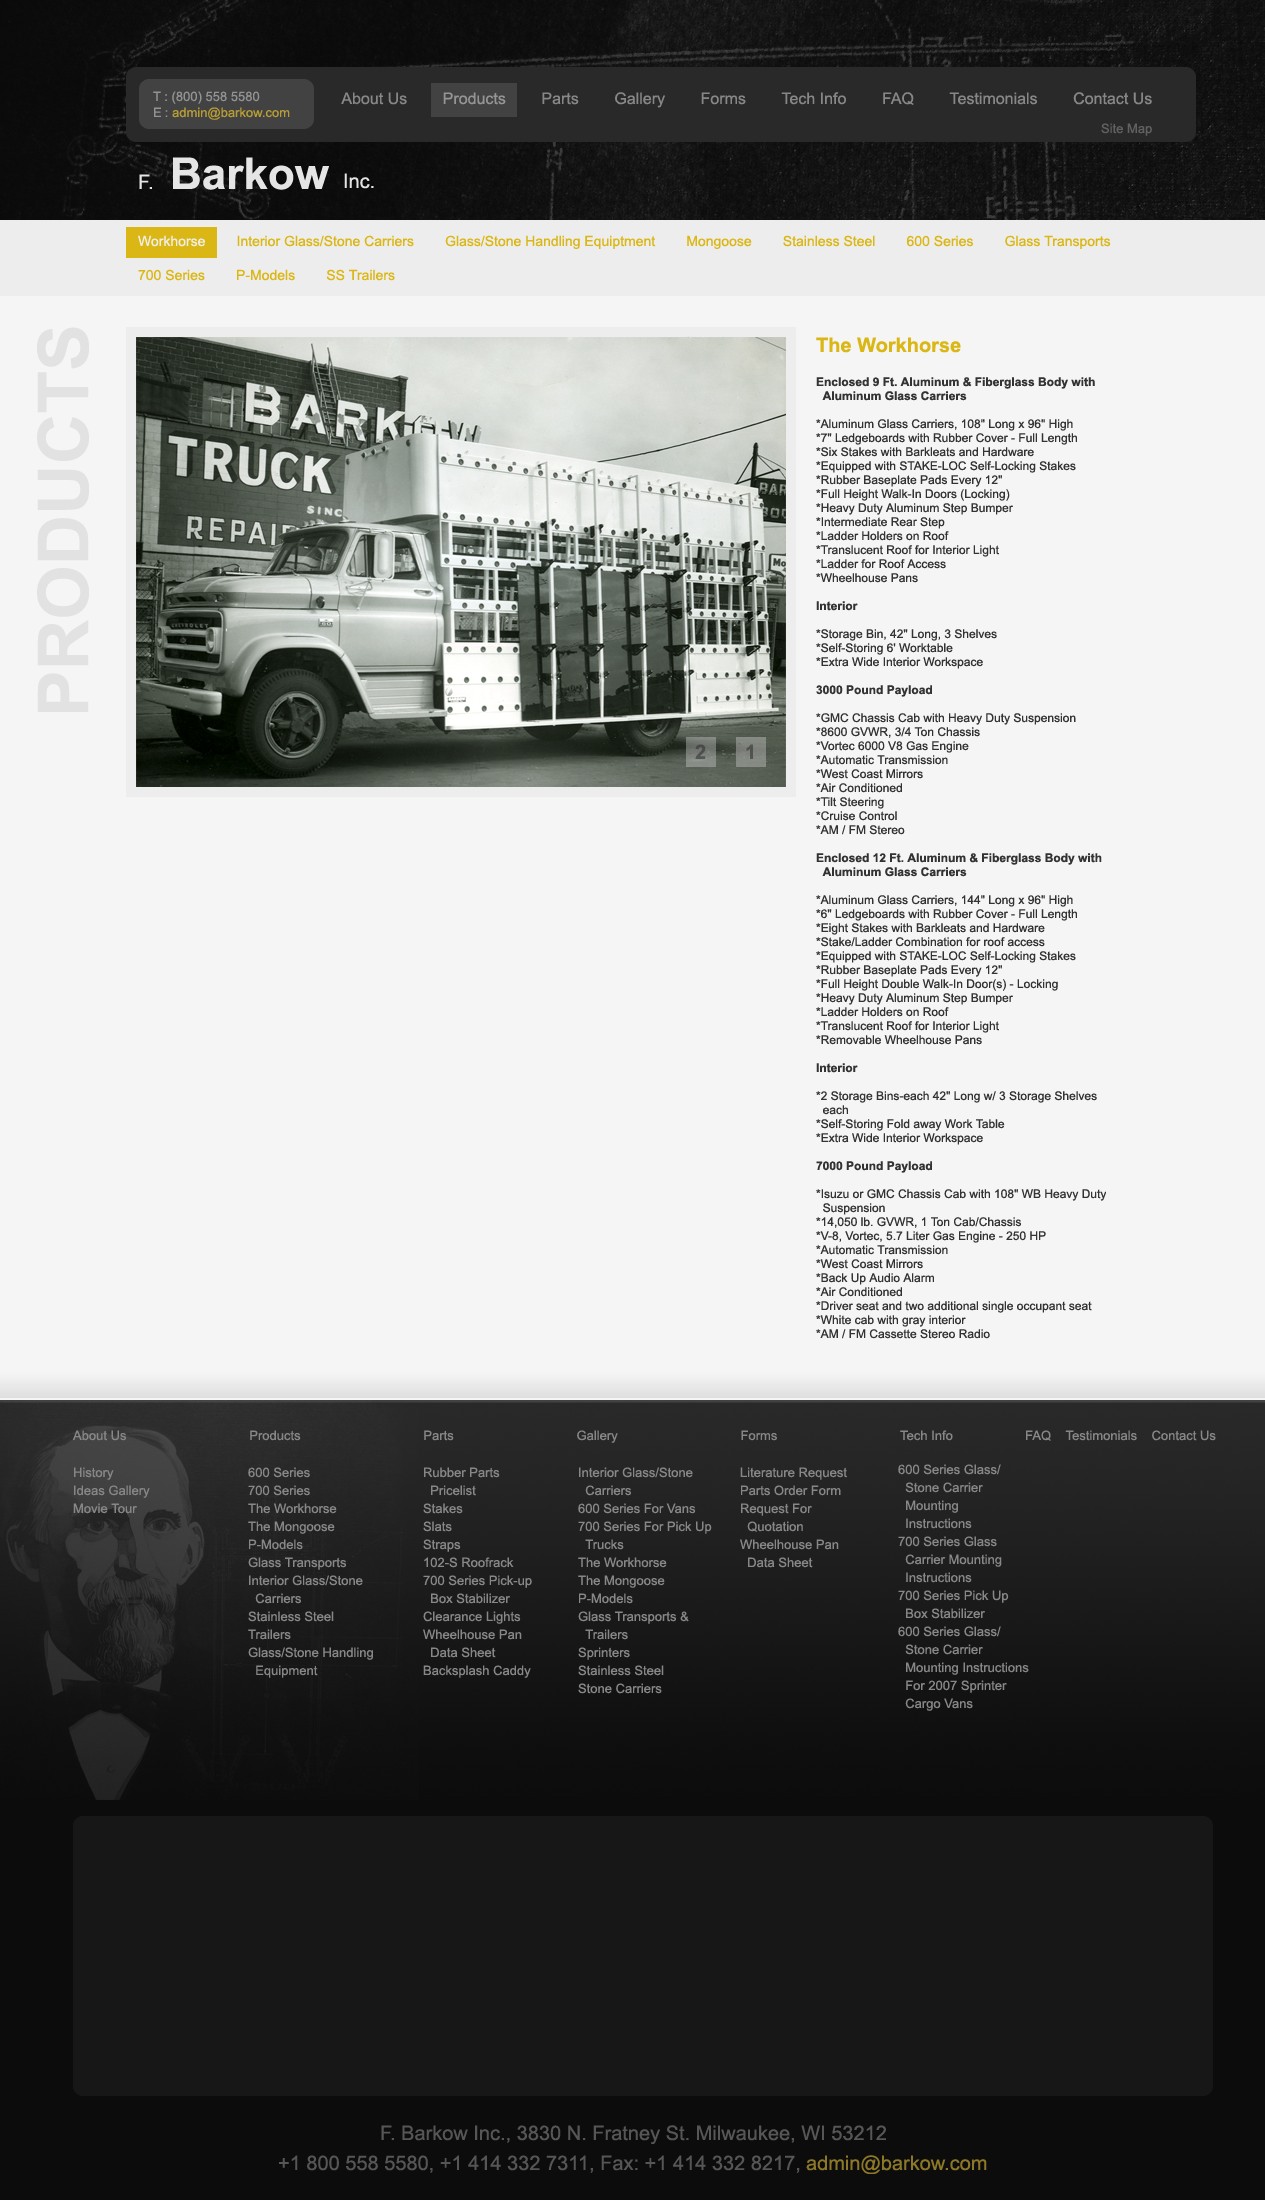 T : (800) 558 5580
E : admin@barkow.com
About Us
Products
Parts
Gallery
Forms
Tech Info
FAQ
Testimonials
Contact Us
Site Map
F. Barkow Inc.
Workhorse
Interior Glass/Stone Carriers
Glass/Stone Handling Equiptment
Mongoose
Stainless Steel
600 Series
Glass Transports
700 Series
P-Models
SS Trailers
PRODUCTS
TRUCK
SINC
REPAI
2 1
The Workhorse
Enclosed 9 Ft. Aluminum & Fiberglass Body with
Aluminum Glass Carriers
*Aluminum Glass Carriers, 108" Long x 96" High
*7" Ledgeboards with Rubber Cover - Full Length
*Six Stakes with Barkleats and Hardware
*Equipped with STAKE-LOC Self-Locking Stakes
*Rubber Baseplate Pads Every 12"
*Full Height Walk-In Doors (Locking)
*Heavy Duty Aluminum Step Bumper
*Intermediate Rear Step
*Ladder Holders on Roof
*Translucent Roof for Interior Light
*Ladder for Roof Access
*Wheelhouse Pans
Interior
*Storage Bin, 42" Long, 3 Shelves
*Self-Storing 6' Worktable
*Extra Wide Interior Workspace
3000 Pound Payload
*GMC Chassis Cab with Heavy Duty Suspension
*8600 GVWR, 3/4 Ton Chassis
*Vortec 6000 V8 Gas Engine
*Automatic Transmission
*West Coast Mirrors
*Air Conditioned
*Tilt Steering
*Cruise Control
*AM / FM Stereo
Enclosed 12 Ft. Aluminum & Fiberglass Body with
Aluminum Glass Carriers
*Aluminum Glass Carriers, 144" Long x 96" High
*6" Ledgeboards with Rubber Cover - Full Length
*Eight Stakes with Barkleats and Hardware
*Stake/Ladder Combination for roof access
*Equipped with STAKE-LOC Self-Locking Stakes
*Rubber Baseplate Pads Every 12"
*Full Height Double Walk-In Door(s) - Locking
*Heavy Duty Aluminum Step Bumper
*Ladder Holders on Roof
*Translucent Roof for Interior Light
*Removable Wheelhouse Pans
Interior
*2 Storage Bins-each 42" Long w/ 3 Storage Shelves
each
*Self-Storing Fold away Work Table
*Extra Wide Interior Workspace
7000 Pound Payload
*Isuzu or GMC Chassis Cab with 108" WB Heavy Duty
Suspension
*14,050 lb. GVWR, 1 Ton Cab/Chassis
*V-8, Vortec, 5.7 Liter Gas Engine - 250 HP
*Automatic Transmission
*West Coast Mirrors
*Back Up Audio Alarm
*Air Conditioned
*Driver seat and two additional single occupant seat
*White cab with gray interior
*AM / FM Cassette Stereo Radio
About Us
History
Ideas Gallery
Movie Tour
Products
600 Series
700 Series
The Workhorse
The Mongoose
P-Models
Glass Transports
Interior Glass/Stone
Carriers
Stainless Steel
Trailers
Glass/Stone Handling
Equipment
Parts
Rubber Parts
Pricelist
Stakes
Slats
Straps
102-S Roofrack
700 Series Pick-up
Box Stabilizer
Clearance Lights
Wheelhouse Pan
Data Sheet
Backsplash Caddy
Gallery
Interior Glass/Stone
Carriers
600 Series For Vans
700 Series For Pick Up
Trucks
The Workhorse
The Mongoose
P-Models
Glass Transports &
Trailers
Sprinters
Stainless Steel
Stone Carriers
Forms
Literature Request
Parts Order Form
Request For
Quotation
Wheelhouse Pan
Data Sheet
Tech Info
600 Series Glass/
Stone Carrier
Mounting
Instructions
700 Series Glass
Carrier Mounting
Instructions
700 Series Pick Up
Box Stabilizer
600 Series Glass/
Stone Carrier
Mounting Instructions
For 2007 Sprinter
Cargo Vans
FAQ
Testimonials
Contact Us
F. Barkow Inc., 3830 N. Fratney St. Milwaukee, WI 53212
+1 800 558 5580, +1 414 332 7311, Fax: +1 414 332 8217, admin@barkow.com